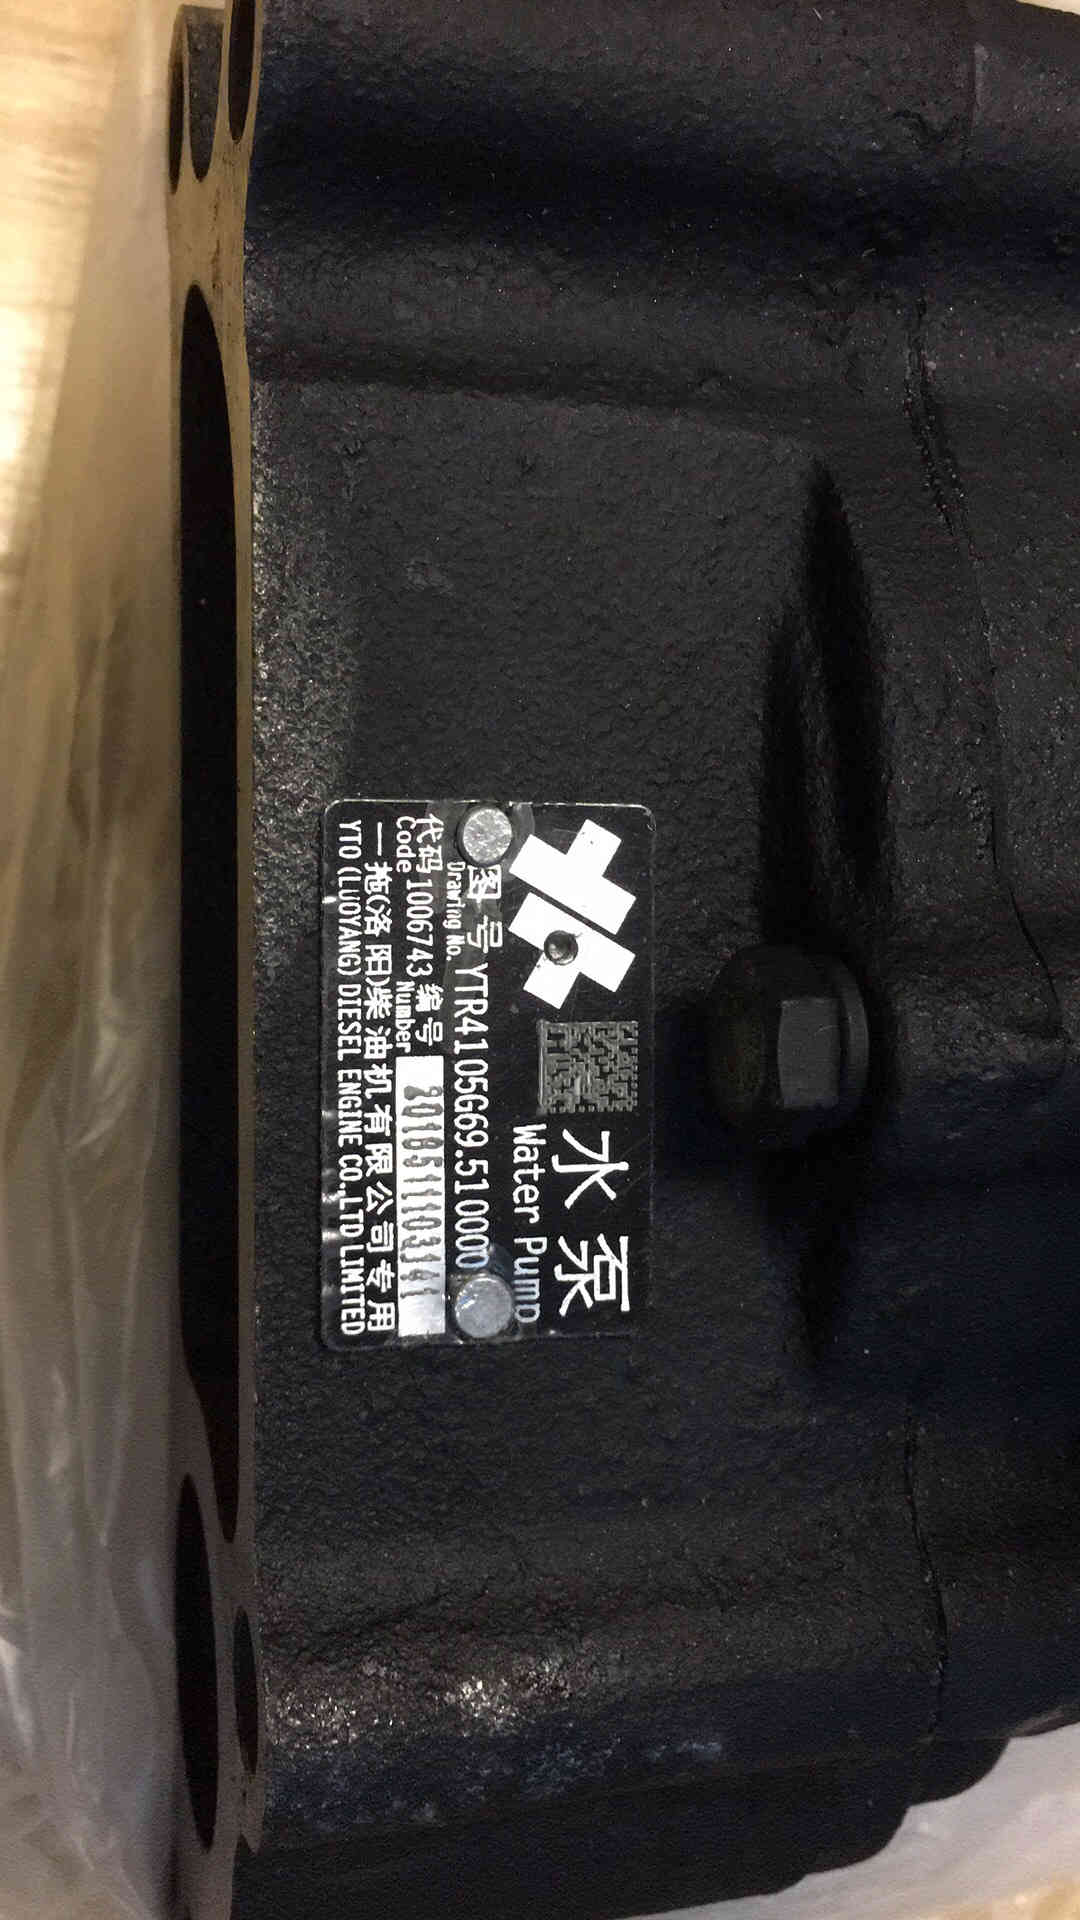 水泵
Water Pump
图号 YTR4105G69.510000
Drawing No.
代码 1006743 编号 2018511103141
Code Number
一拖(洛阳)柴油机有限公司专用
YTO (LUOYANG) DIESEL ENGINE CO.,LTD LIMITED